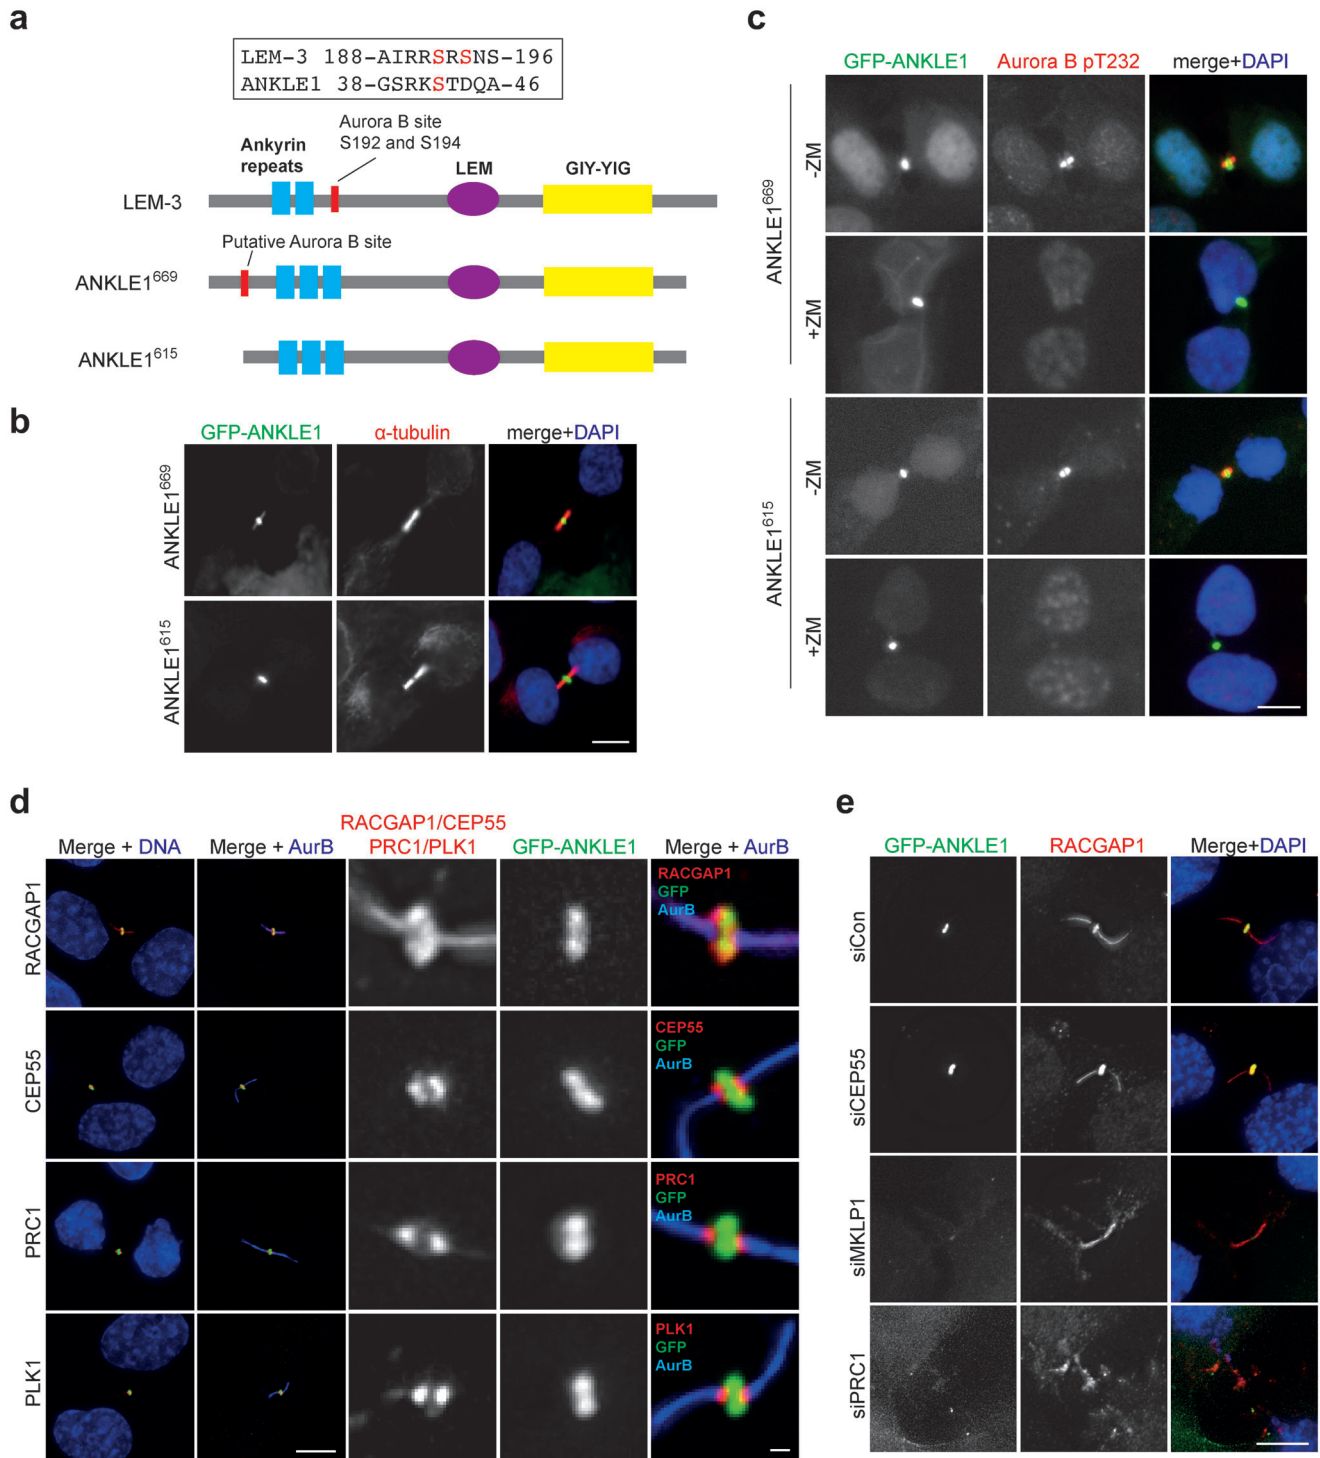 a
LEM-3 188-AIRRSRSNS-196
ANKLE1 38-GSRKSTDQA-46
Aurora B site
S192 and S194
Ankyrin
repeats
LEM
GIY-YIG
LEM-3
Putative Aurora B site
ANKLE1669
ANKLE1615
b
GFP-ANKLE1 α-tubulin merge+DAPI
ANKLE1669
ANKLE1615
c
GFP-ANKLE1 Aurora B pT232 merge+DAPI
ANKLE1669
-ZM
+ZM
ANKLE1615
-ZM
+ZM
d
Merge + DNA
Merge + AurB
RACGAP1/CEP55
PRC1/PLK1
GFP-ANKLE1
Merge + AurB
RACGAP1
RACGAP1
GFP
AurB
CEP55
CEP55
GFP
AurB
PRC1
PRC1
GFP
AurB
PLK1
PLK1
GFP
AurB
e
GFP-ANKLE1 RACGAP1 Merge+DAPI
siCon
siCEP55
siMKLP1
siPRC1